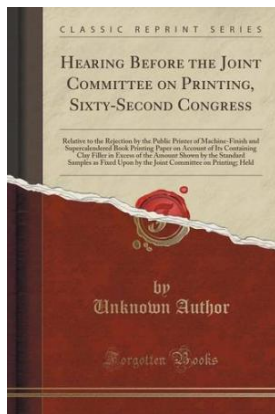 CLASSIC REPRINT SERIES
HEARING BEFORE THE JOINT
COMMITTEE ON PRINTING,
SIXTY-SECOND CONGRESS
Relative to the Rejection by the Public Printer of Machine-Finish and
Supercalendered Book Printing Paper on Account of Its Containing
Clay Filler in Excess of the Amount Shown by the Standard
Samples as Fixed Upon by the Joint Committee on Printing; Held
by
Unknown Author
Forgotten Books